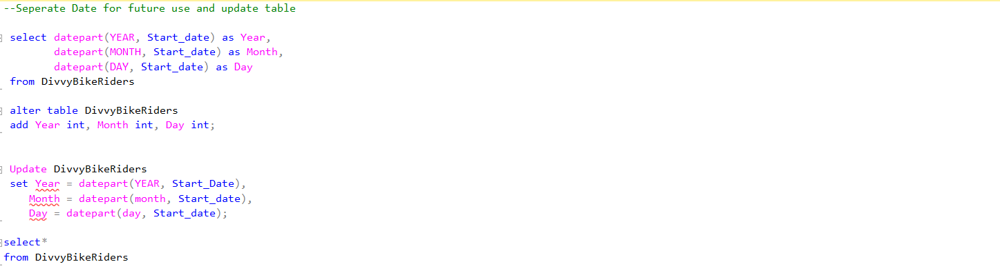 --Seperate Date for future use and update table
select datepart(YEAR, Start_date) as Year,
datepart(MONTH, Start_date) as Month,
datepart(DAY, Start_date) as Day
from DivvyBikeRiders
alter table DivvyBikeRiders
add Year int, Month int, Day int;
Update DivvyBikeRiders
set Year = datepart(YEAR, Start_Date),
Month = datepart(month, Start_date),
Day = datepart(day, Start_date);
select*
from DivvyBikeRiders